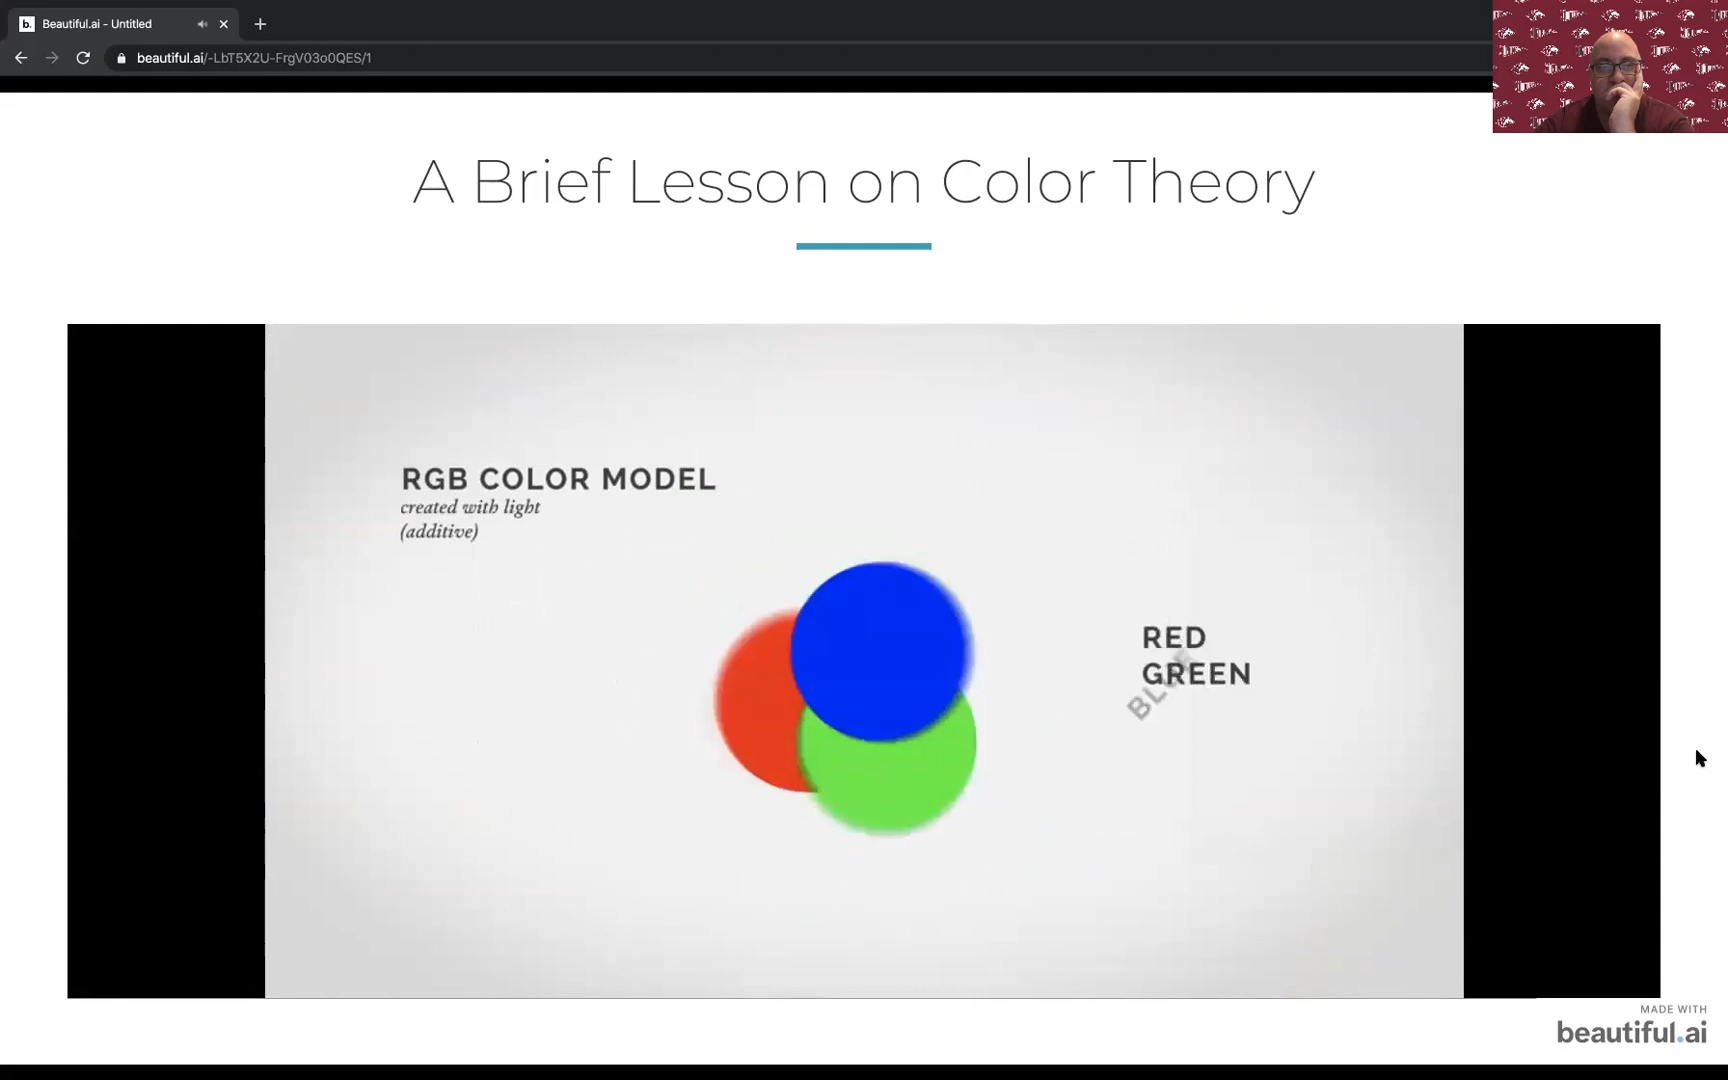 b. Beautiful.ai - Untitled
beautiful.ai/-LbT5X2U-FrgV03o0QES/1
A Brief Lesson on Color Theory
RGB COLOR MODEL
created with light
(additive)
RED
GREEN
BLUE
MADE WITH
beautiful.ai